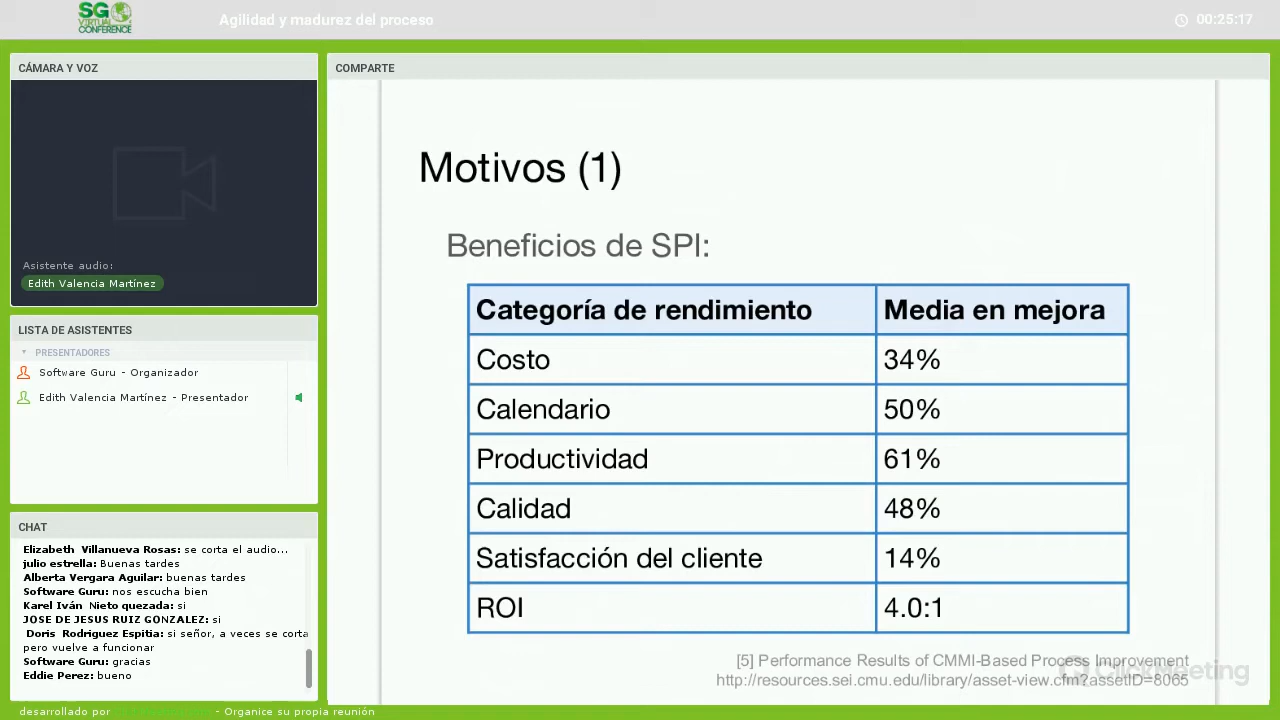 SG
VIRTUAL
CONFERENCE
Agilidad y madurez del proceso
00:25:17
CÁMARA Y VOZ
Asistente audio:
Edith Valencia Martínez
LISTA DE ASISTENTES
PRESENTADORES
Software Guru - Organizador
Edith Valencia Martínez - Presentador
CHAT
Elizabeth Villanueva Rosas: se corta el audio...
julio estrella: Buenas tardes
Alberta Vergara Aguilar: buenas tardes
Software Guru: nos escucha bien
Karel Iván Nieto quezada: si
JOSE DE JESUS RUIZ GONZALEZ: si
Doris Rodriguez Espitia: si señor, a veces se corta
pero vuelve a funcionar
Software Guru: gracias
Eddie Perez: bueno
COMPARTE
Motivos (1)
Beneficios de SPI:
Categoría de rendimiento Media en mejora
Costo 34%
Calendario 50%
Productividad 61%
Calidad 48%
Satisfacción del cliente 14%
ROI 4.0:1
[5] Performance Results of CMMI-Based Process Improvement
http://resources.sei.cmu.edu/library/asset-view.cfm?assetID=8065
ClickMeeting
desarrollado por - Organice su propia reunión